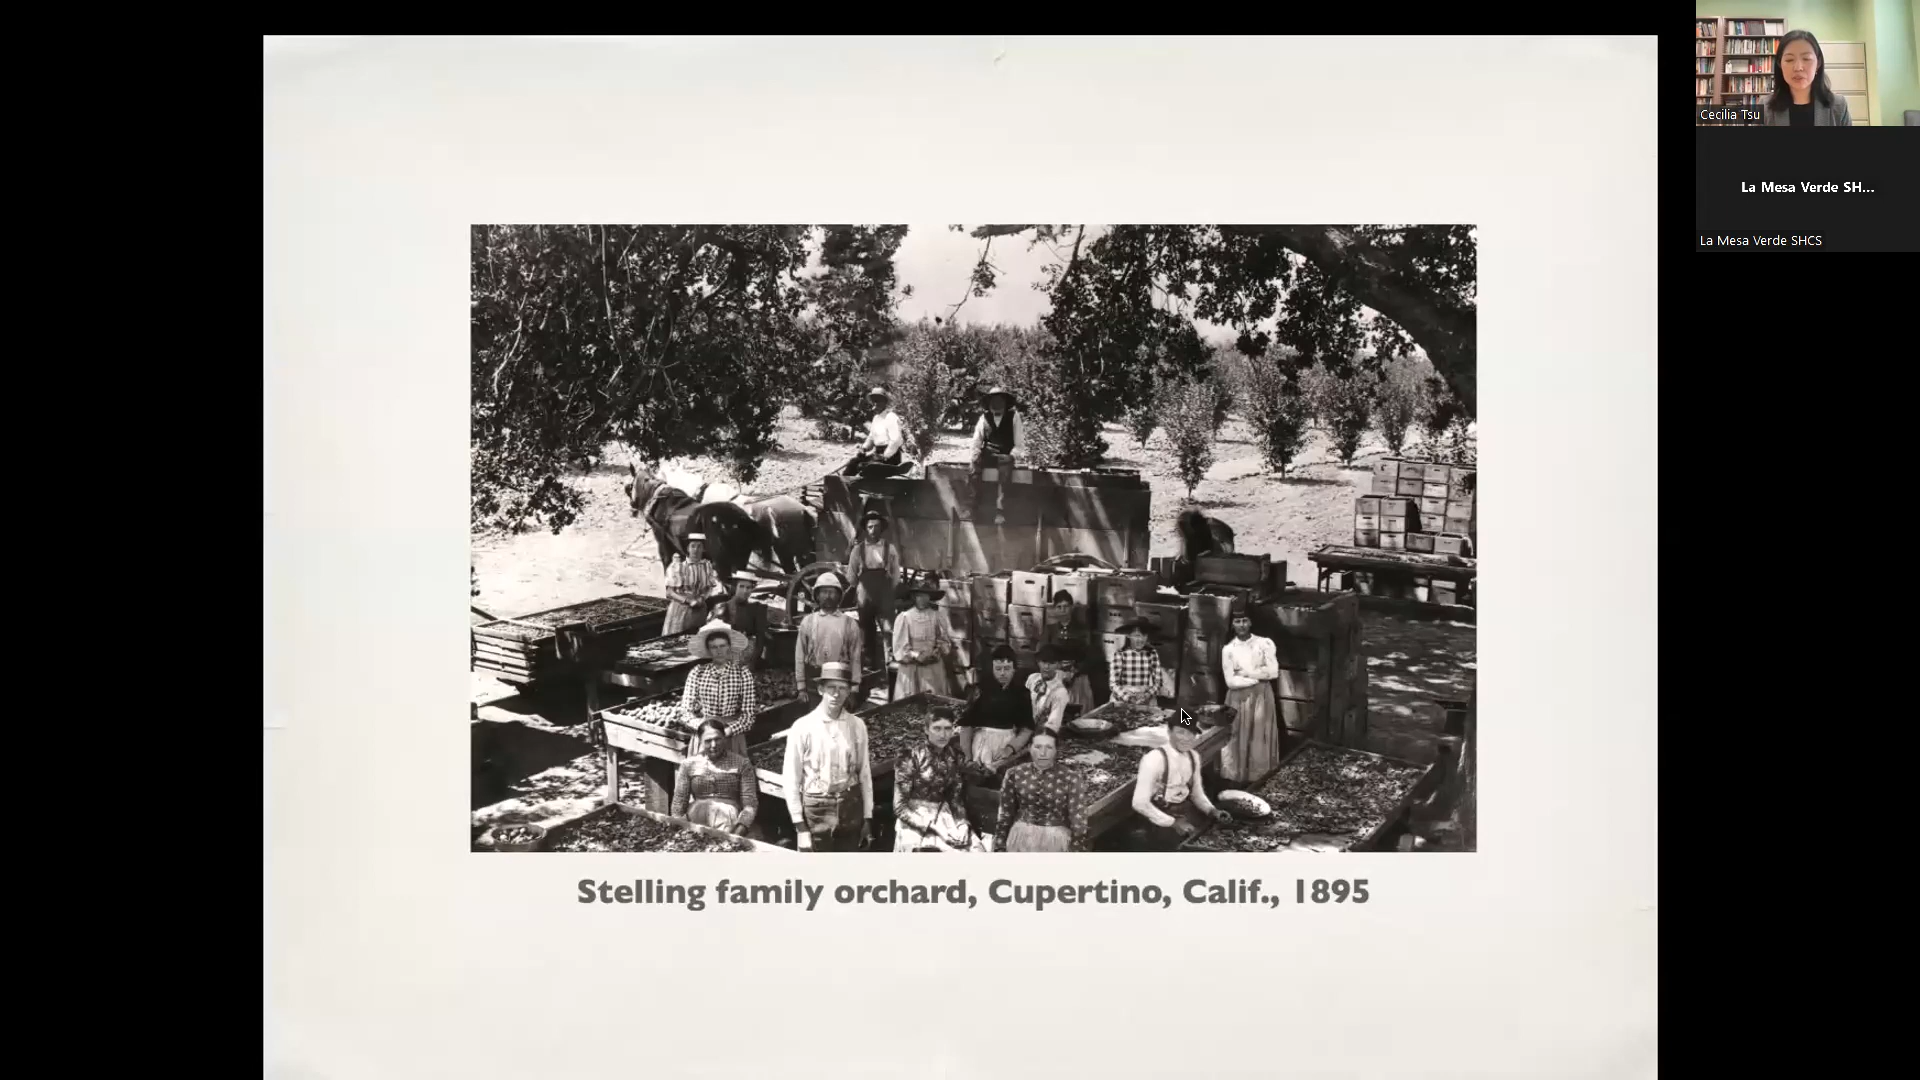 Cecilia Tsu
La Mesa Verde SH...
La Mesa Verde SHCS
Stelling family orchard, Cupertino, Calif., 1895